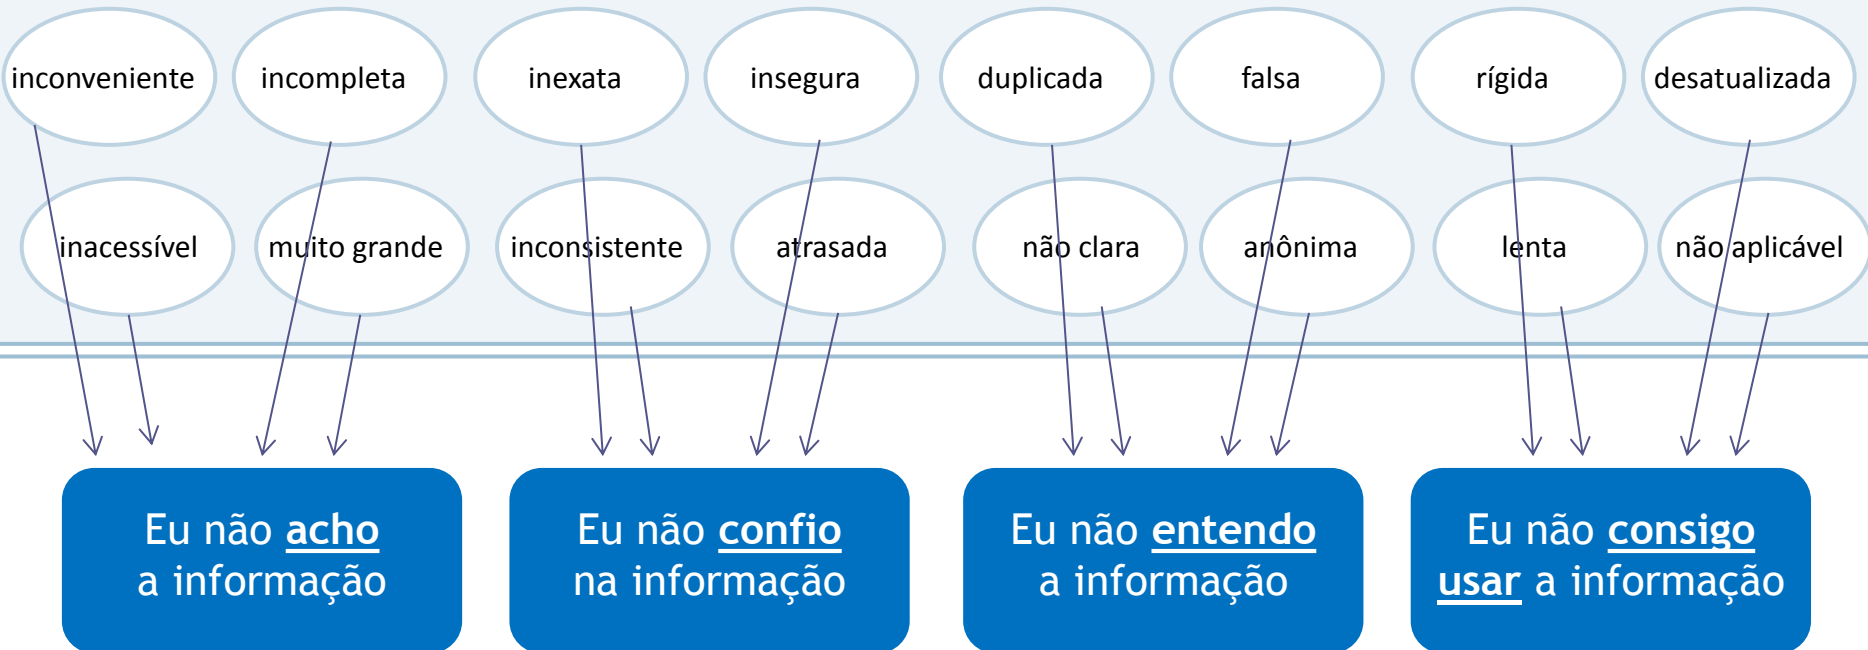 inconveniente
incompleta
inexata
insegura
duplicada
falsa
rígida
desatualizada
inacessível
muito grande
inconsistente
atrasada
não clara
anônima
lenta
não aplicável
Eu não acho
a informação
Eu não confio
na informação
Eu não entendo
a informação
Eu não consigo
usar a informação